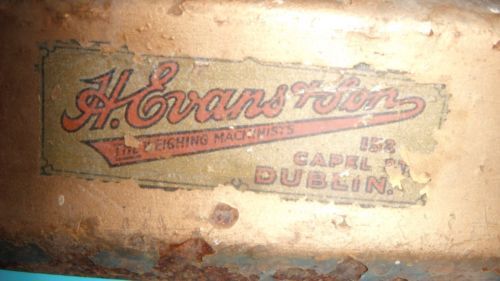 H. Evans & Son
THE WEIGHING MACHINISTS
158
CAPEL ST
DUBLIN.